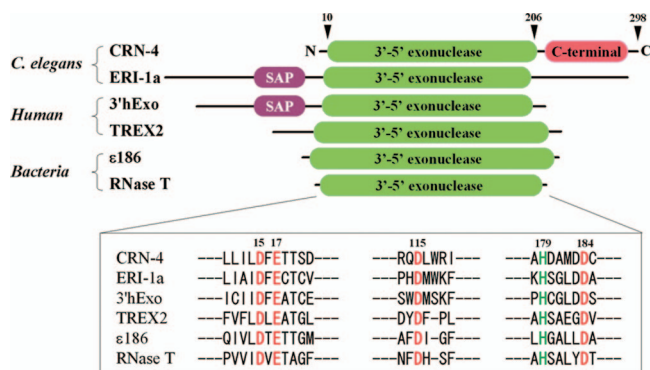 10 206 298
C. elegans CRN-4 N 3'-5' exonuclease C-terminal C
ERI-1a SAP 3'-5' exonuclease
Human 3'hExo SAP 3'-5' exonuclease
TREX2 3'-5' exonuclease
Bacteria ε186 3'-5' exonuclease
RNase T 3'-5' exonuclease
15 17 115 179 184
CRN-4 ---LLILDFETTSD--- ---RQDLWRI--- ---AHDAMDDC---
ERI-1a ---LIAIDFECTCV--- ---PHDMWKF--- ---KHSGLDDA---
3'hExo ---ICIIDFEATCE--- ---SWDMSKF--- ---PHCGLDDS---
TREX2 ---FVFLDLEATGL--- ---DYDF-PL--- ---AHSAEGDV---
ε186 ---QIVLDTETTGM--- ---AFDI-GF--- ---LHGALLDA---
RNase T ---PVVIDVETAGF--- ---NFDH-SF--- ---AHSALYDT---